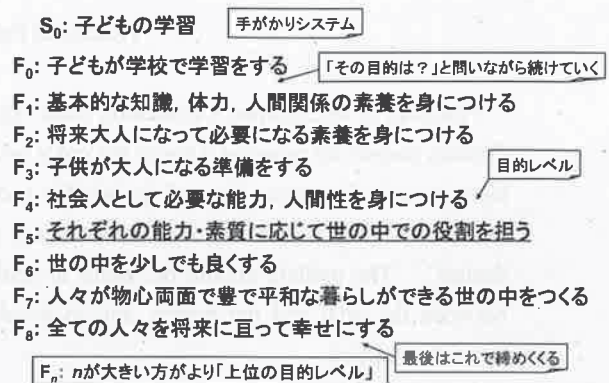 S₀: 子どもの学習 手がかりシステム
F₀: 子どもが学校で学習をする 「その目的は？」と問いながら続けていく
F₁: 基本的な知識，体力，人間関係の素養を身につける
F₂: 将来大人になって必要になる素養を身につける
F₃: 子供が大人になる準備をする
目的レベル
F₄: 社会人として必要な能力，人間性を身につける
F₅: それぞれの能力・素質に応じて世の中での役割を担う
F₆: 世の中を少しでも良くする
F₇: 人々が物心両面で豊で平和な暮らしができる世の中をつくる
F₈: 全ての人々を将来に亘って幸せにする
最後はこれで締めくくる
Fₙ: nが大きい方がより「上位の目的レベル」